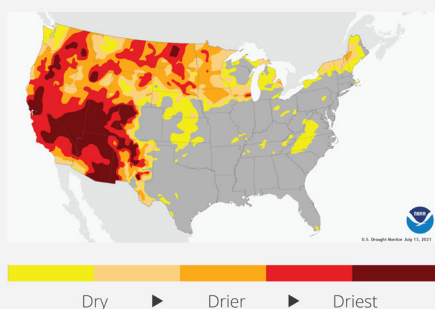 NOAA
U.S. Drought Monitor July 13, 2021
Dry ▶ Drier ▶ Driest